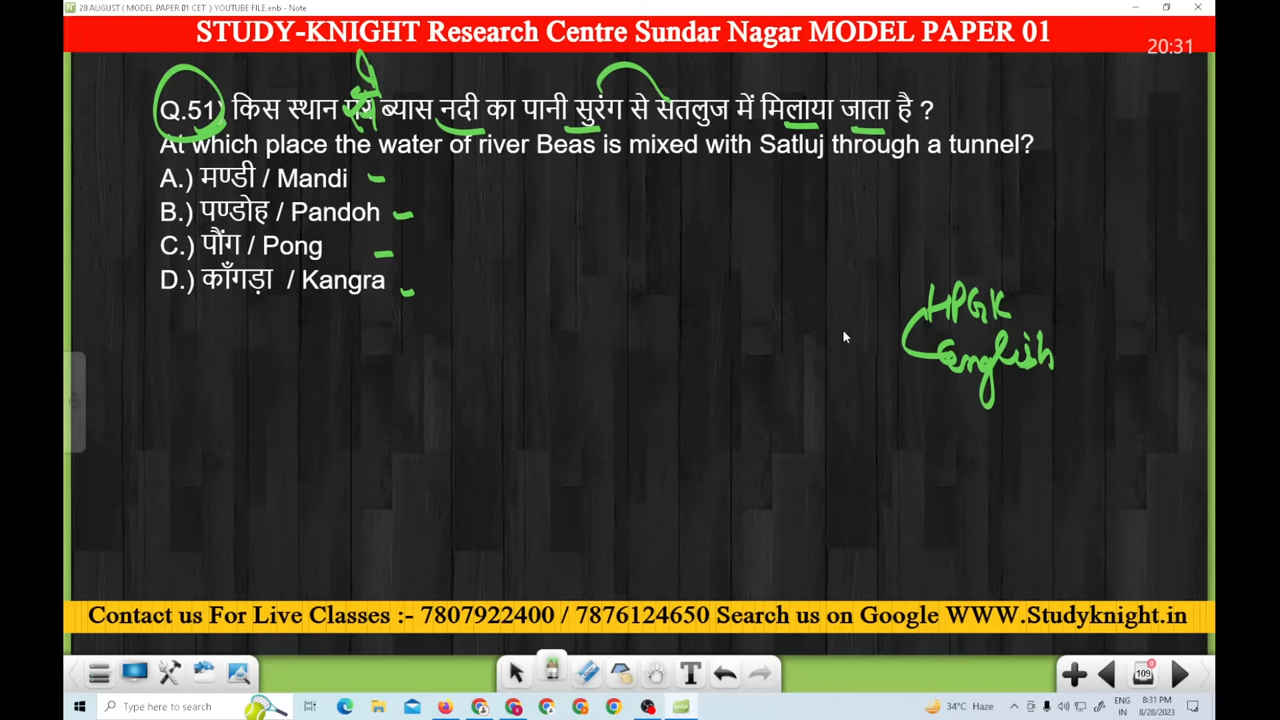 28 AUGUST ( MODEL PAPER 01 CET ) YOUTUBE FILE.enb - Note
STUDY-KNIGHT Research Centre Sundar Nagar MODEL PAPER 01
20:31
Q.51) किस स्थान ब्यास नदी का पानी सुरंग से सतलुज में मिलाया जाता है ?
At which place the water of river Beas is mixed with Satluj through a tunnel?
A.) मण्डी / Mandi
B.) पण्डोह / Pandoh
C.) पौंग / Pong
D.) काँगड़ा / Kangra
HPGK
english
Contact us For Live Classes :- 7807922400 / 7876124650 Search us on Google WWW.Studyknight.in
109
Type here to search
34°C Haze
ENG
IN
8:31 PM
8/28/2023